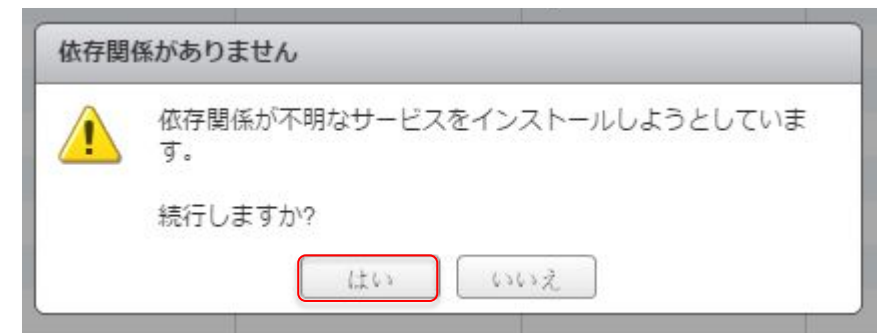 依存関係がありません
依存関係が不明なサービスをインストールしようとしていま
す。
続行しますか?
はい
いいえ